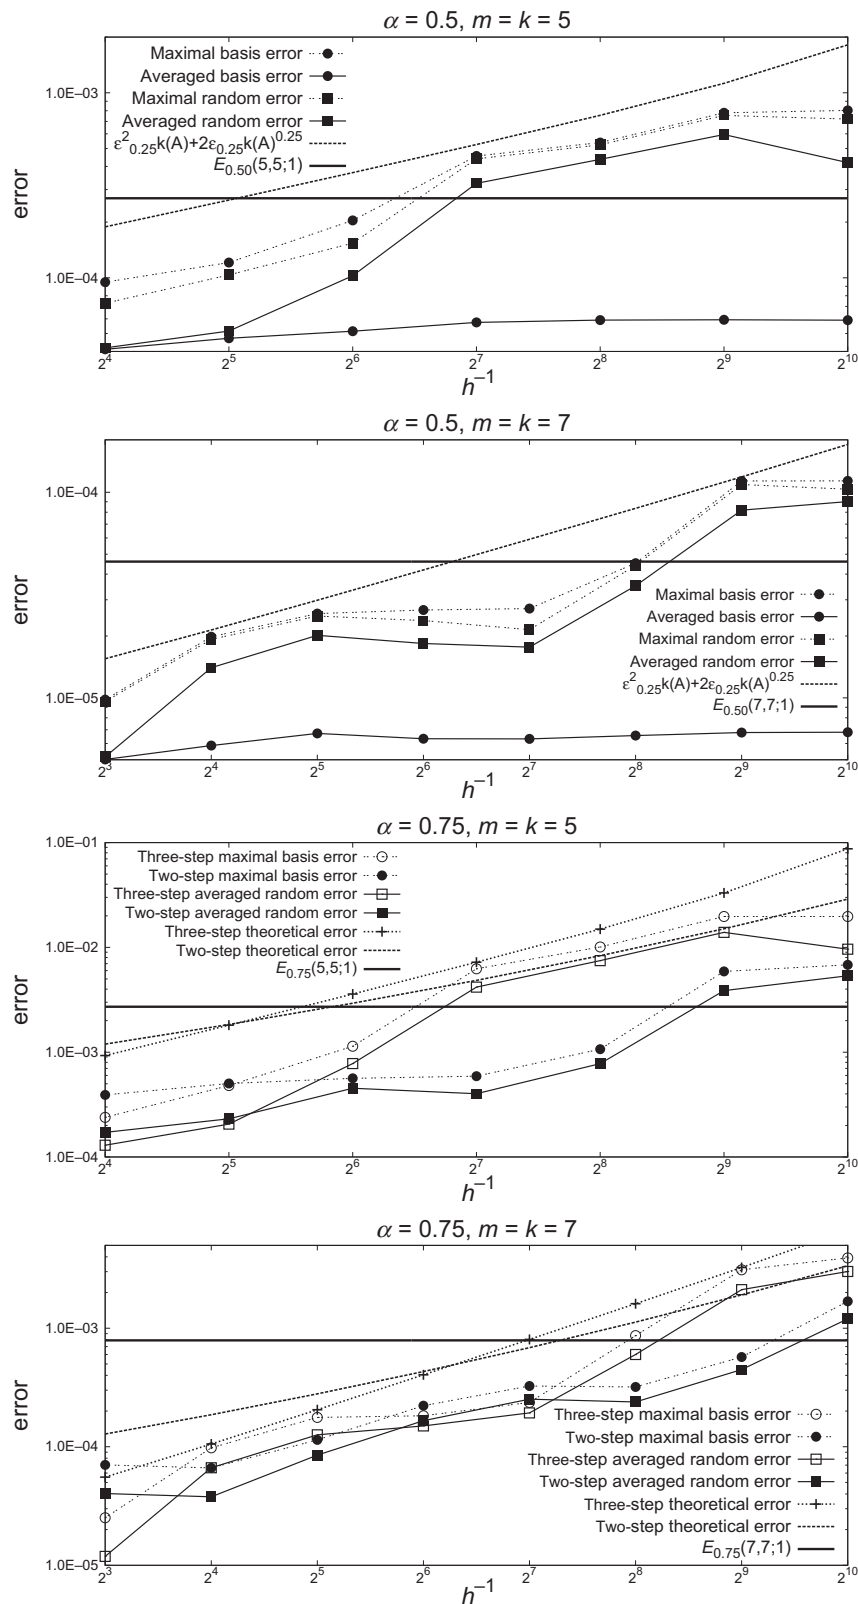 α = 0.5, m = k = 5
Maximal basis error
Averaged basis error
Maximal random error
Averaged random error
ε²₀.₂₅k(A)+2ε₀.₂₅k(A)^0.25
E₀.₅₀(5,5;1)
1.0E–03
1.0E–04
error
2⁴ 2⁵ 2⁶ 2⁷ 2⁸ 2⁹ 2¹⁰
h⁻¹
α = 0.5, m = k = 7
1.0E–04
1.0E–05
error
Maximal basis error
Averaged basis error
Maximal random error
Averaged random error
ε²₀.₂₅k(A)+2ε₀.₂₅k(A)^0.25
E₀.₅₀(7,7;1)
2³ 2⁴ 2⁵ 2⁶ 2⁷ 2⁸ 2⁹ 2¹⁰
h⁻¹
α = 0.75, m = k = 5
Three-step maximal basis error
Two-step maximal basis error
Three-step averaged random error
Two-step averaged random error
Three-step theoretical error
Two-step theoretical error
E₀.₇₅(5,5;1)
1.0E–01
1.0E–02
1.0E–03
1.0E–04
error
2⁴ 2⁵ 2⁶ 2⁷ 2⁸ 2⁹ 2¹⁰
h⁻¹
α = 0.75, m = k = 7
1.0E–03
1.0E–04
1.0E–05
error
Three-step maximal basis error
Two-step maximal basis error
Three-step averaged random error
Two-step averaged random error
Three-step theoretical error
Two-step theoretical error
E₀.₇₅(7,7;1)
2³ 2⁴ 2⁵ 2⁶ 2⁷ 2⁸ 2⁹ 2¹⁰
h⁻¹